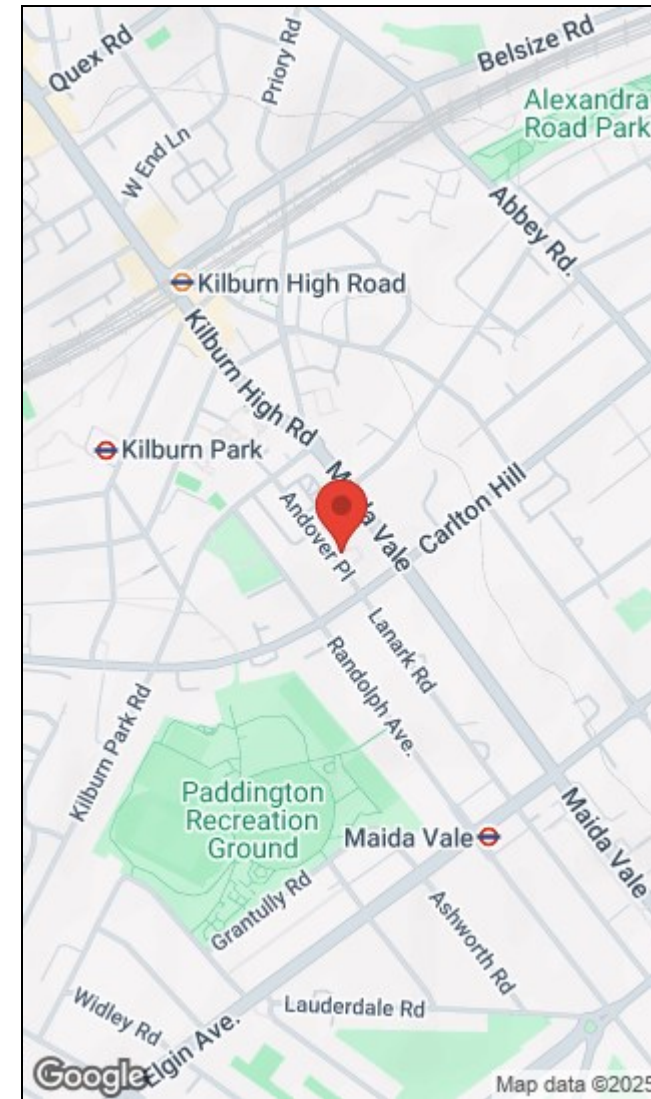 Quex Rd
Priory Rd
Belsize Rd
Alexandra
Road Park
W End Ln
Abbey Rd.
Kilburn High Road
Kilburn High Rd
Kilburn Park
Maida Vale
Carlton Hill
Andover Pl
Lanark Rd
Randolph Ave.
Kilburn Park Rd
Paddington
Recreation
Ground
Maida Vale
Maida Vale
Grantully Rd
Ashworth Rd
Widley Rd
Lauderdale Rd
Elgin Ave.
Google
Map data ©2025